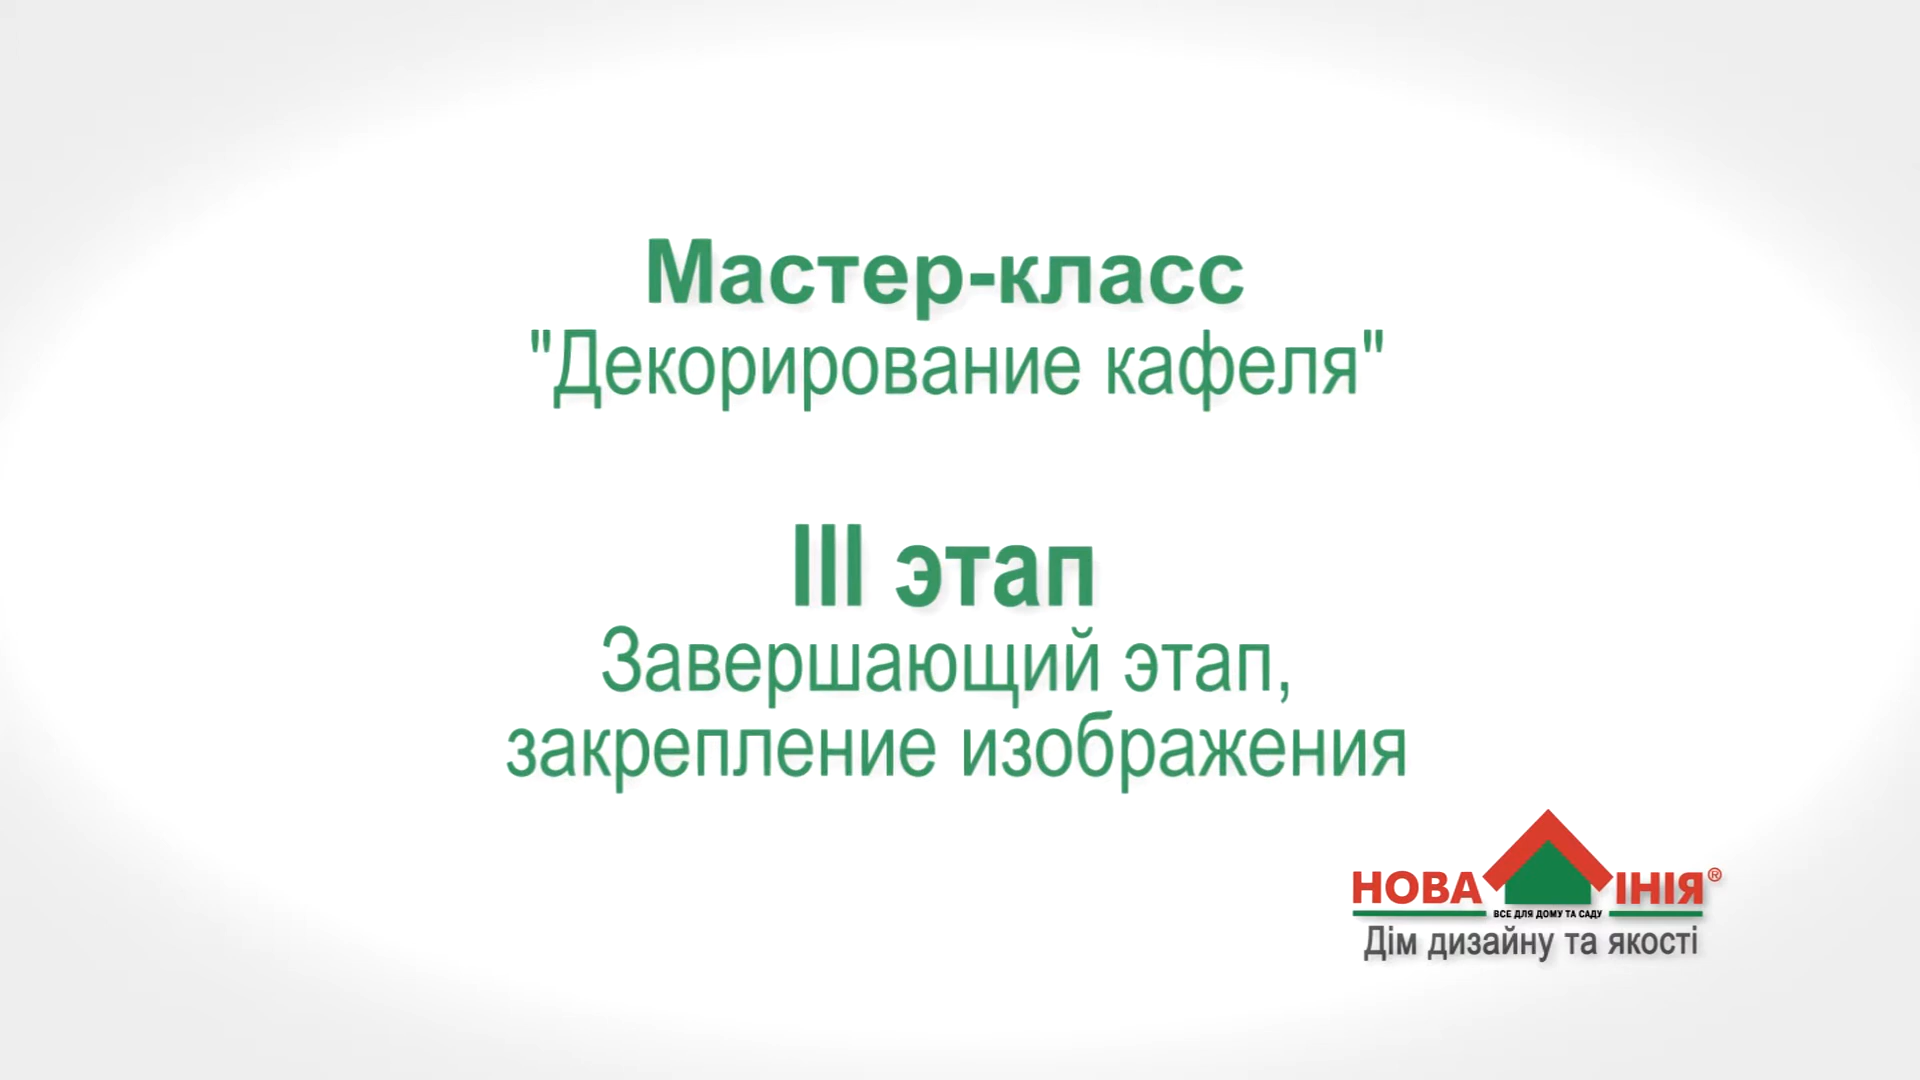 Мастер-класс
"Декорирование кафеля"
III этап
Завершающий этап,
закрепление изображения
НОВА ЛІНІЯ®
ВСЕ ДЛЯ ДОМУ ТА САДУ
Дім дизайну та якості